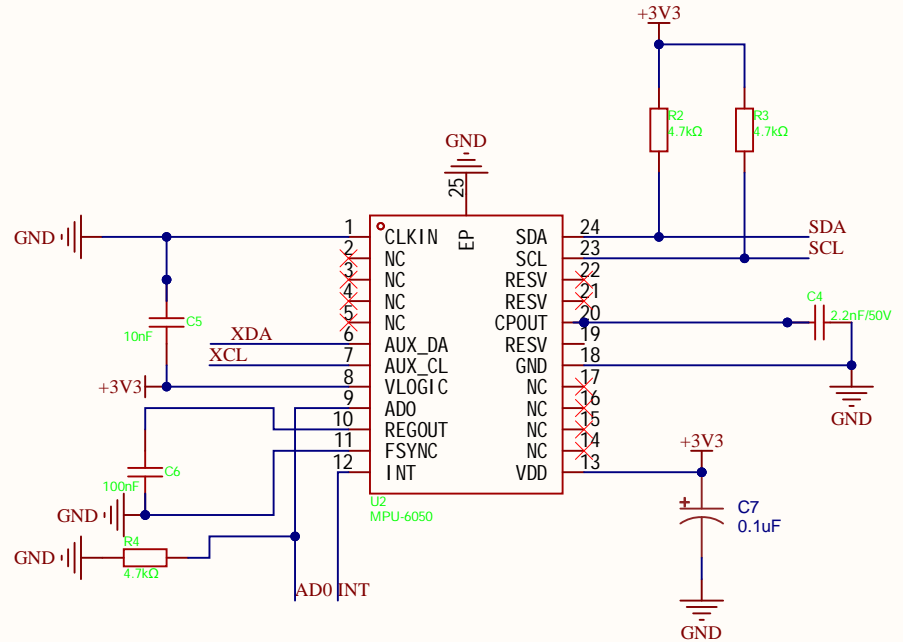 +3V3
R2
4.7kΩ
R3
4.7kΩ
GND
25
EP
GND
1
CLKIN
SDA
24
SDA
2
NC
SCL
23
SCL
3
NC
RESV
22
4
NC
RESV
21
5
NC
CPOUT
20
C4
2.2nF/50V
C5
10nF
XDA
6
AUX_DA
RESV
19
XCL
7
AUX_CL
GND
18
+3V3
8
VLOGIC
NC
17
9
ADO
NC
16
GND
10
REGOUT
NC
15
11
FSYNC
NC
14
12
INT
VDD
13
+3V3
C6
100nF
GND
U2
MPU-6050
C7
0.1uF
R4
4.7kΩ
GND
AD0 INT
GND